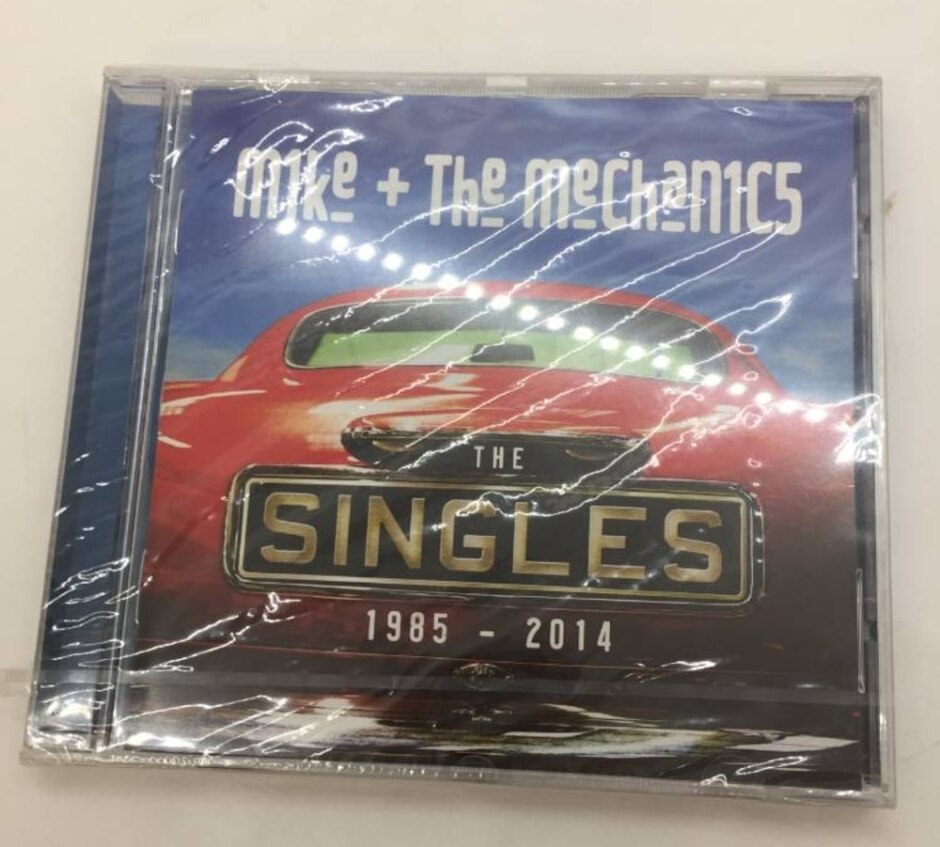 Mike + The Mechanics
THE
SINGLES
1985 - 2014